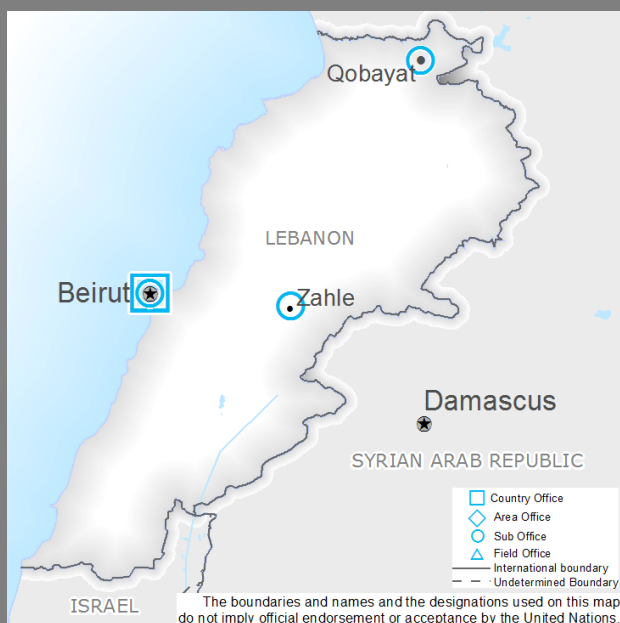 Qobayat
LEBANON
Beirut
Zahle
Damascus
SYRIAN ARAB REPUBLIC
Country Office
Area Office
Sub Office
Field Office
International boundary
Undetermined Boundary
ISRAEL
The boundaries and names and the designations used on this map
do not imply official endorsement or acceptance by the United Nations.